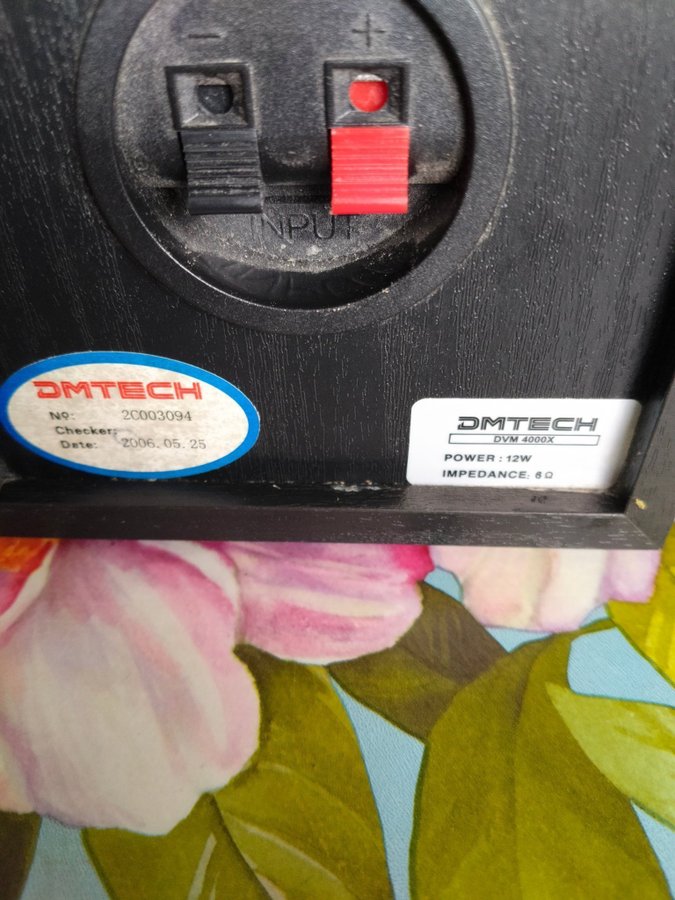 − +
INPUT
DMTECH
No: 2C003094
Checker:
Date: 2006.05.25
DMTECH
DVM 4000X
POWER : 12W
IMPEDANCE: 6 Ω